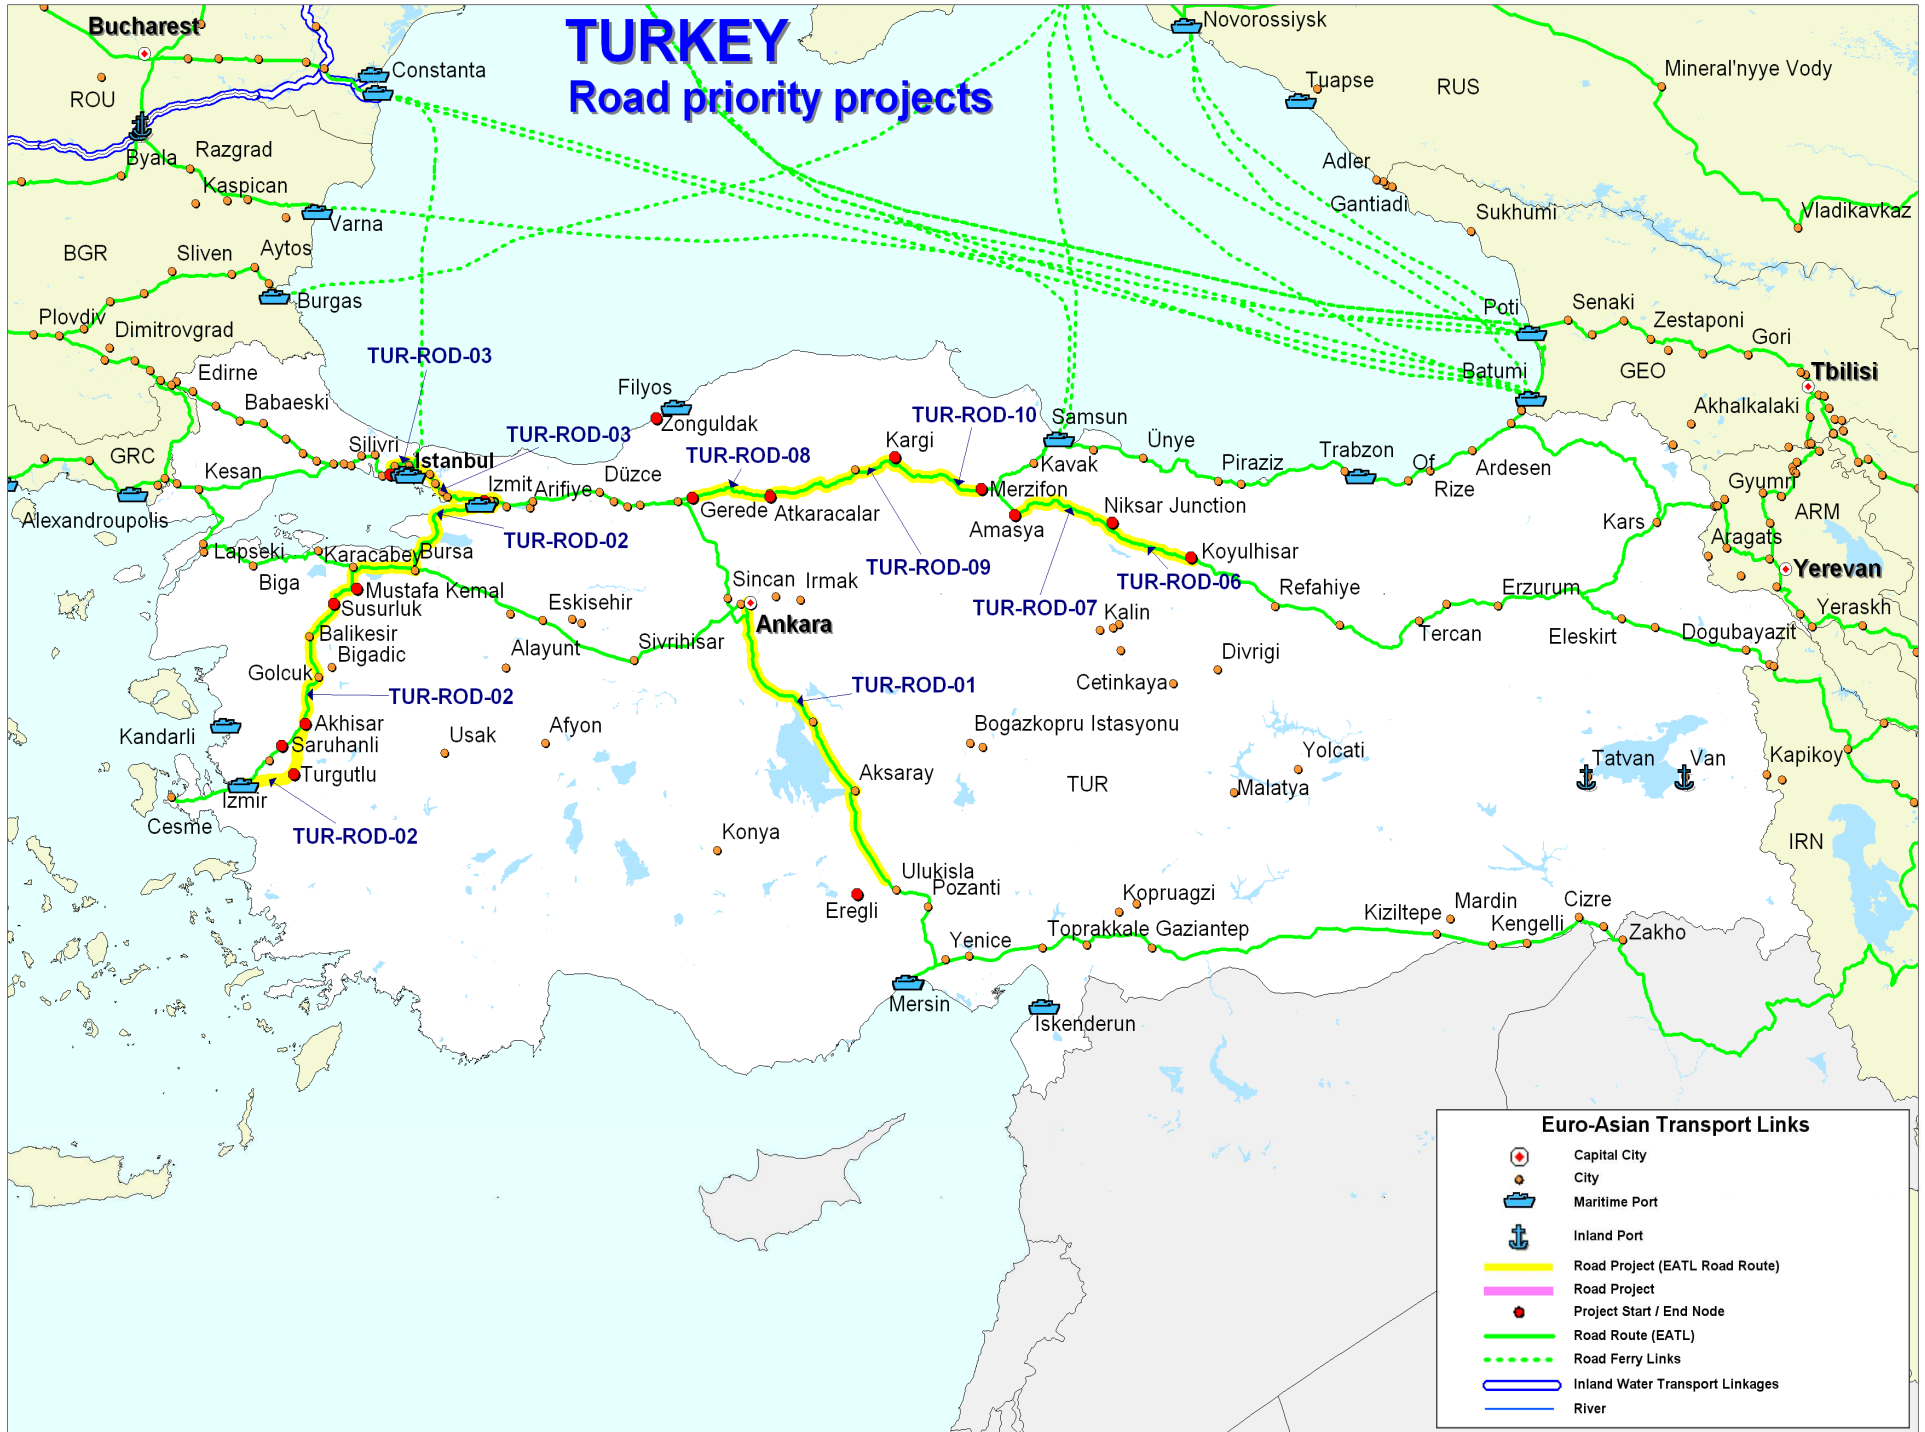 TURKEY
Road priority projects
Bucharest
Constanta
Novorossiysk
Tuapse
RUS
Mineral'nyye Vody
ROU
Byala
Razgrad
Kaspican
Varna
Adler
Gantiadi
Sukhumi
Vladikavkaz
BGR
Sliven
Aytos
Burgas
Plovdiv
Dimitrovgrad
Poti
Senaki
Zestaponi
Gori
TUR-ROD-03
Edirne
Babaeski
Filyos
Zonguldak
TUR-ROD-10
Samsun
Batumi
GEO
Tbilisi
Akhalkalaki
GRC
Kesan
Silivri
Istanbul
TUR-ROD-03
TUR-ROD-08
Kargi
Kavak
Ünye
Piraziz
Trabzon
Of
Rize
Ardesen
Alexandroupolis
Izmit
Arifiye
Düzce
Gerede
Atkaracalar
Merzifon
Amasya
Niksar Junction
Kars
Gyumri
ARM
Aragats
Lapseki
Biga
Karacabey
Bursa
TUR-ROD-02
TUR-ROD-09
TUR-ROD-07
Koyulhisar
TUR-ROD-06
Yerevan
Mustafa Kemal
Susurluk
Eskisehir
Sincan
Irmak
Ankara
Kalin
Refahiye
Erzurum
Yeraskh
Balikesir
Bigadic
Golcuk
Alayunt
Sivrihisar
Tercan
Eleskirt
Dogubayazit
TUR-ROD-02
TUR-ROD-01
Cetinkaya
Divrigi
Kandarli
Akhisar
Saruhanli
Turgutlu
Usak
Afyon
Bogazkopru Istasyonu
Yolcati
Tatvan
Van
Kapikoy
Izmir
Cesme
TUR-ROD-02
Aksaray
TUR
Malatya
Konya
IRN
Ulukisla
Pozanti
Eregli
Kopruagzi
Kiziltepe
Mardin
Cizre
Kengelli
Zakho
Yenice
Toprakkale
Gaziantep
Mersin
Iskenderun
Euro-Asian Transport Links
Capital City
City
Maritime Port
Inland Port
Road Project (EATL Road Route)
Road Project
Project Start / End Node
Road Route (EATL)
Road Ferry Links
Inland Water Transport Linkages
River